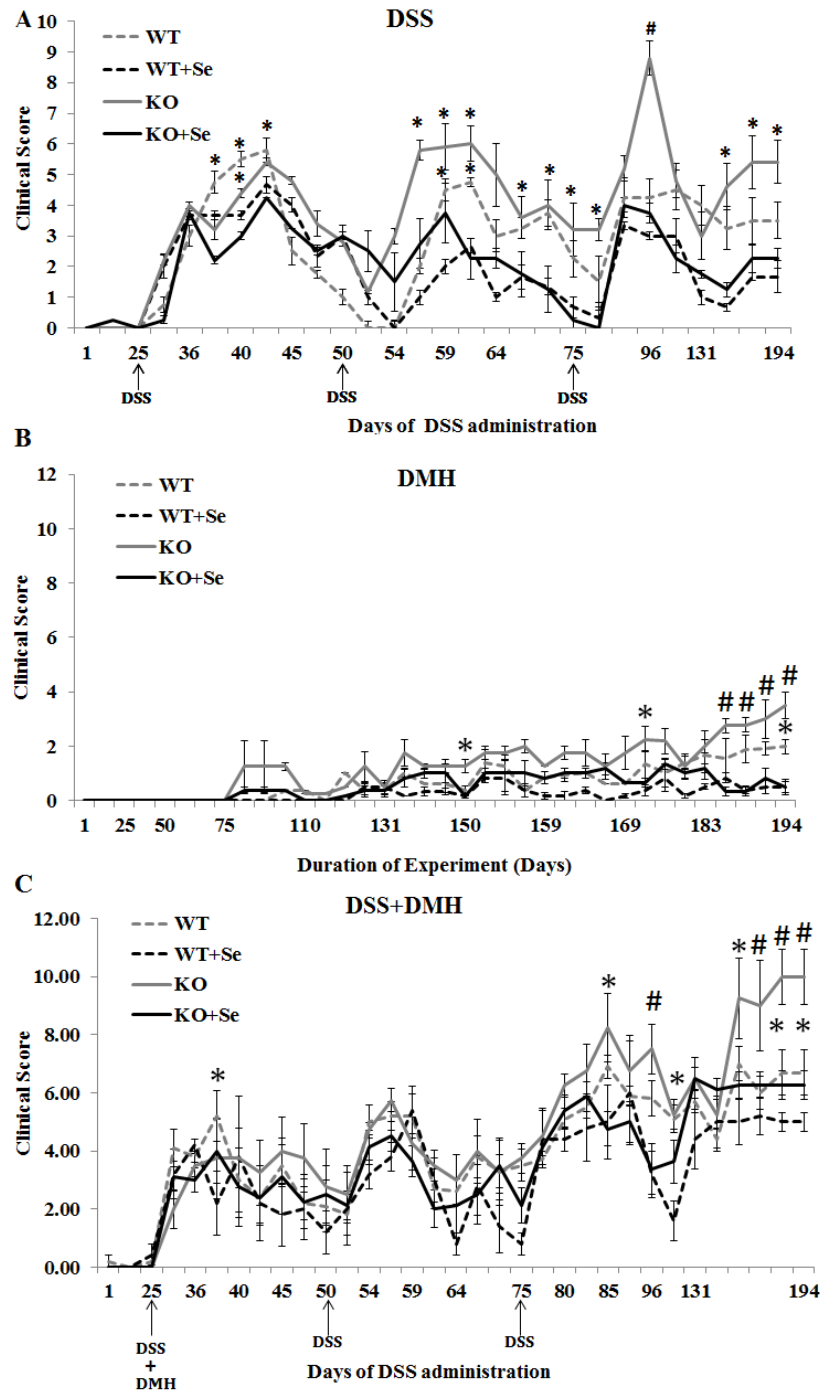 A
DSS
WT
WT+Se
KO
KO+Se
Clinical Score
10
9
8
7
6
5
4
3
2
1
0
#
* * * * * * * * * * * * * * * *
1 25 36 40 45 50 54 59 64 75 96 131 194
DSS DSS DSS
Days of DSS administration
B
DMH
WT
WT+Se
KO
KO+Se
Clinical Score
12
10
8
6
4
2
0
* * # # # # *
1 25 50 75 110 131 150 159 169 183 194
Duration of Experiment (Days)
C
DSS+DMH
WT
WT+Se
KO
KO+Se
Clinical Score
12.00
10.00
8.00
6.00
4.00
2.00
0.00
* * # * * # # # * *
1 25 36 40 45 50 54 59 64 75 80 85 96 131 194
DSS
+
DMH
DSS DSS
Days of DSS administration